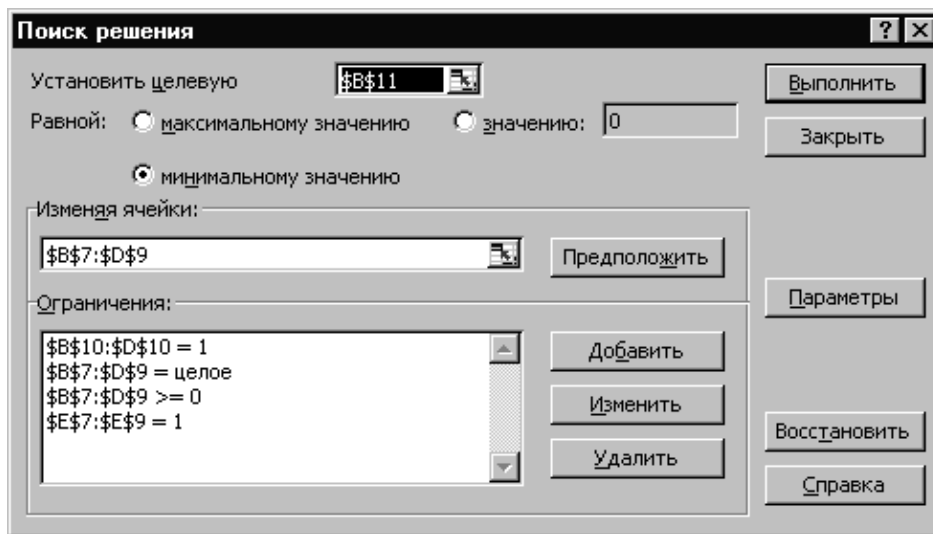 Поиск решения
Установить целевую $B$11
Выполнить
Равной: максимальному значению значению: 0
Закрыть
минимальному значению
Изменяя ячейки:
$B$7:$D$9
Предположить
Параметры
Ограничения:
$B$10:$D$10 = 1
$B$7:$D$9 = целое
$B$7:$D$9 >= 0
$E$7:$E$9 = 1
Добавить
Изменить
Удалить
Восстановить
Справка